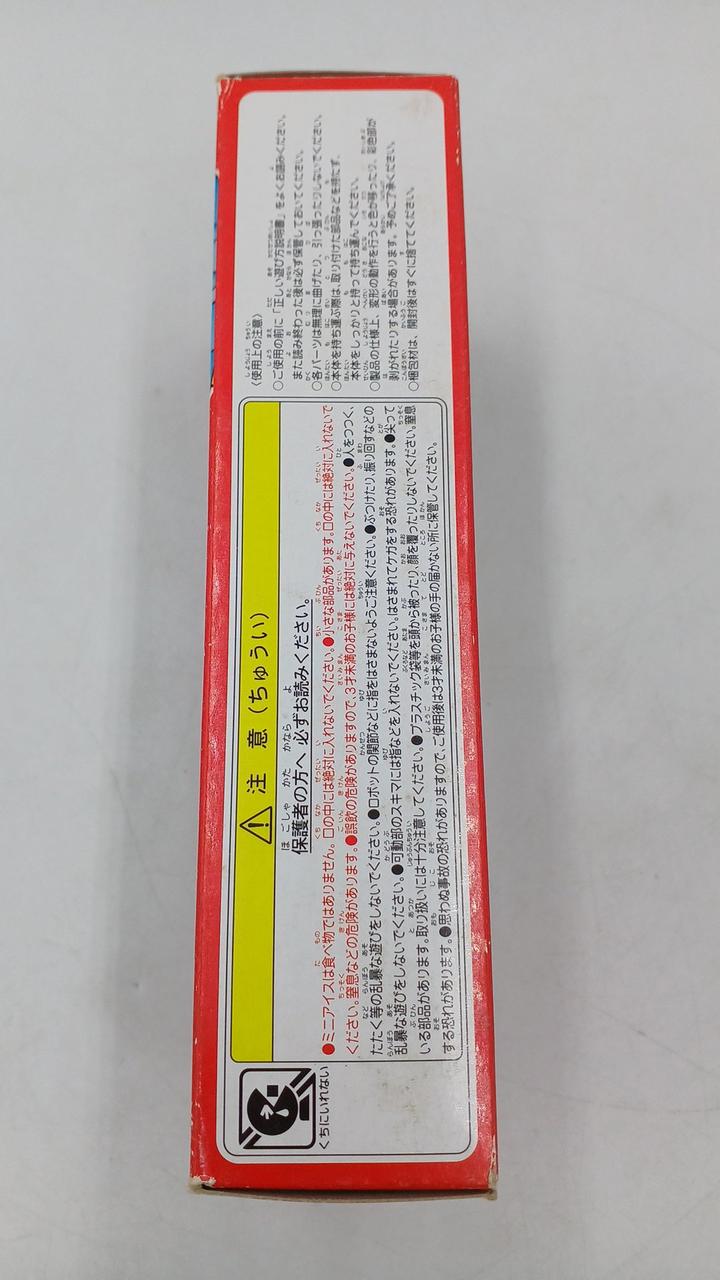 くちにいれない
注意(ちゅうい)
保護者の方へ 必ずお読みください。
●ミニアイスは食べ物ではありません。口の中には絶対に入れないでください。●小さな部品があります。口の中には絶対に入れないで
ください。窒息などの危険があります。●誤飲の危険がありますので、3才未満のお子様には絶対に与えないでください。●人をつつく、
たたく等の乱暴な遊びをしないでください。●ロボットの関節などに指をはさまないようご注意ください。●ぶつけたり、振り回すなどの
乱暴な遊びをしないでください。●可動部のスキマには指などを入れないでください。はさまれてケガをする恐れがあります。●尖って
いる部品があります。取り扱いには十分注意してください。●プラスチック袋等を頭から被ったり、顔を覆ったりしないでください。窒息
する恐れがあります。●思わぬ事故の恐れがありますので、ご使用後は3才未満のお子様の手の届かない所に保管してください。
〈使用上の注意〉
○ご使用の前に「正しい遊び方説明書」をよくお読みください。
また読み終わった後は必ず保管しておいてください。
○各パーツは無理に曲げたり、引っ張ったりしないでください。
○本体を持ち運ぶ際は、取り付けた部品などを持たず、
本体をしっかりと持って持ち運んでください。
○製品の仕様上、変形の動作を行うと色が移ったり、彩色部が
剥がれたりする場合があります。予めご了承ください。
○梱包材は、開封後はすぐに捨ててください。